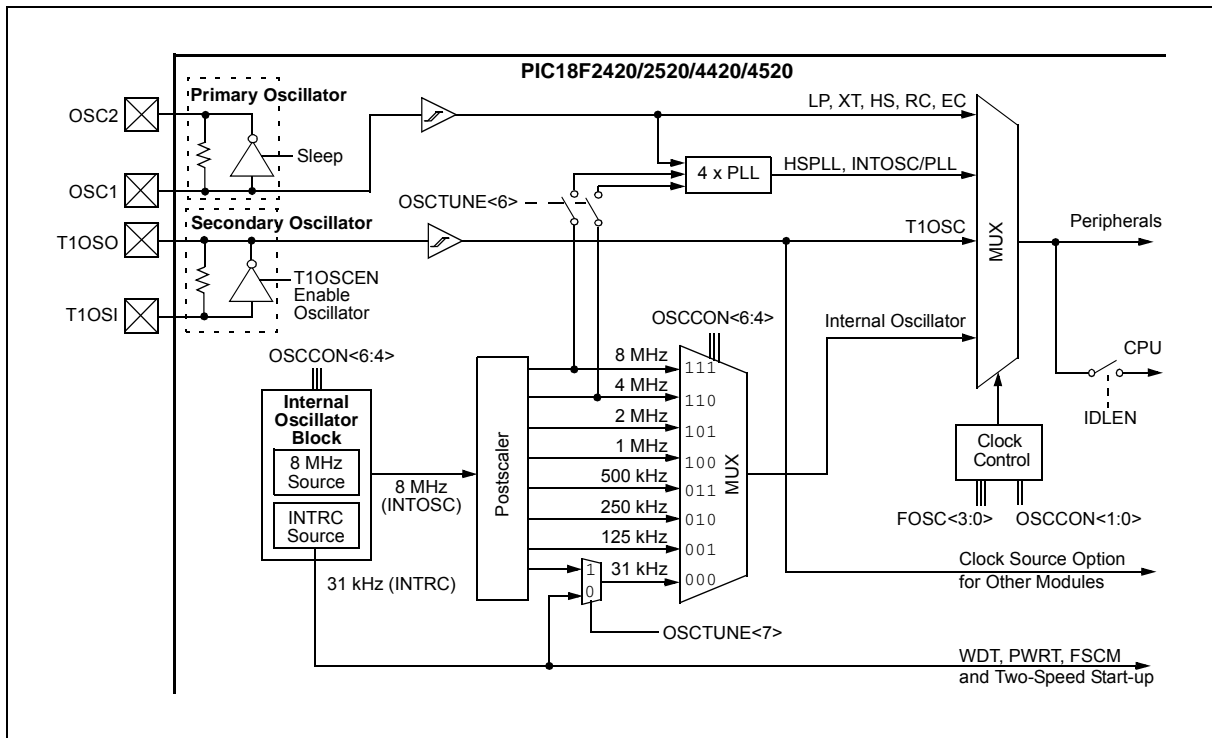 PIC18F2420/2520/4420/4520
Primary Oscillator
OSC2
Sleep
OSC1
LP, XT, HS, RC, EC
4 x PLL
HSPLL, INTOSC/PLL
OSCTUNE<6>
Secondary Oscillator
T1OSO
T1OSCEN
Enable
Oscillator
T1OSI
T1OSC
MUX
Peripherals
Internal Oscillator
CPU
IDLEN
Clock
Control
FOSC<3:0>
OSCCON<1:0>
OSCCON<6:4>
Internal
Oscillator
Block
8 MHz
Source
INTRC
Source
8 MHz
(INTOSC)
31 kHz (INTRC)
Postscaler
OSCCON<6:4>
8 MHz
111
4 MHz
110
2 MHz
101
1 MHz
100
500 kHz
011
250 kHz
010
125 kHz
001
1
0
31 kHz
000
MUX
OSCTUNE<7>
Clock Source Option
for Other Modules
WDT, PWRT, FSCM
and Two-Speed Start-up